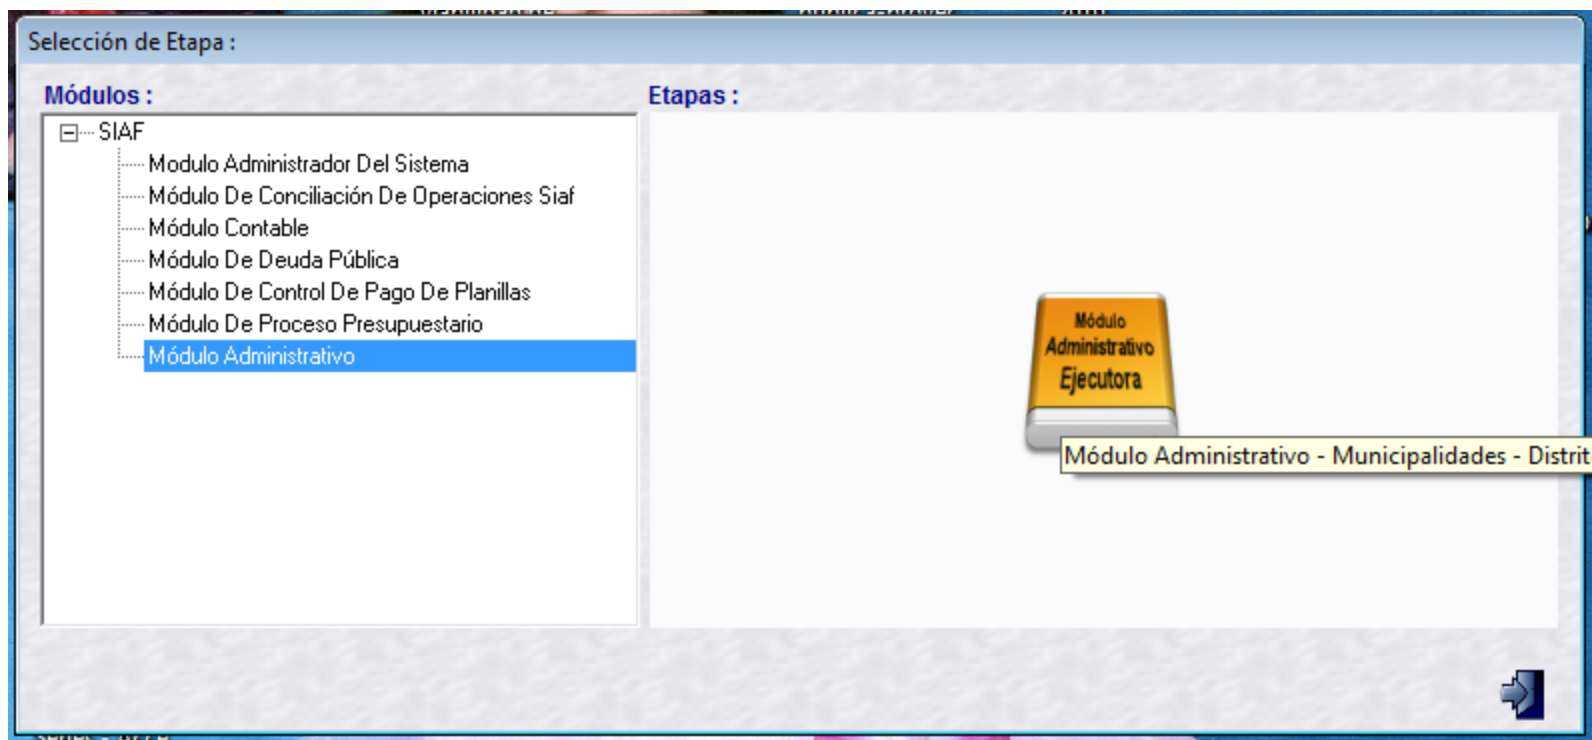 Selección de Etapa :
Módulos :
Etapas :
SIAF
Modulo Administrador Del Sistema
Módulo De Conciliación De Operaciones Siaf
Módulo Contable
Módulo De Deuda Pública
Módulo De Control De Pago De Planillas
Módulo De Proceso Presupuestario
Módulo Administrativo
Módulo
Administrativo
Ejecutora
Módulo Administrativo - Municipalidades - Distrit